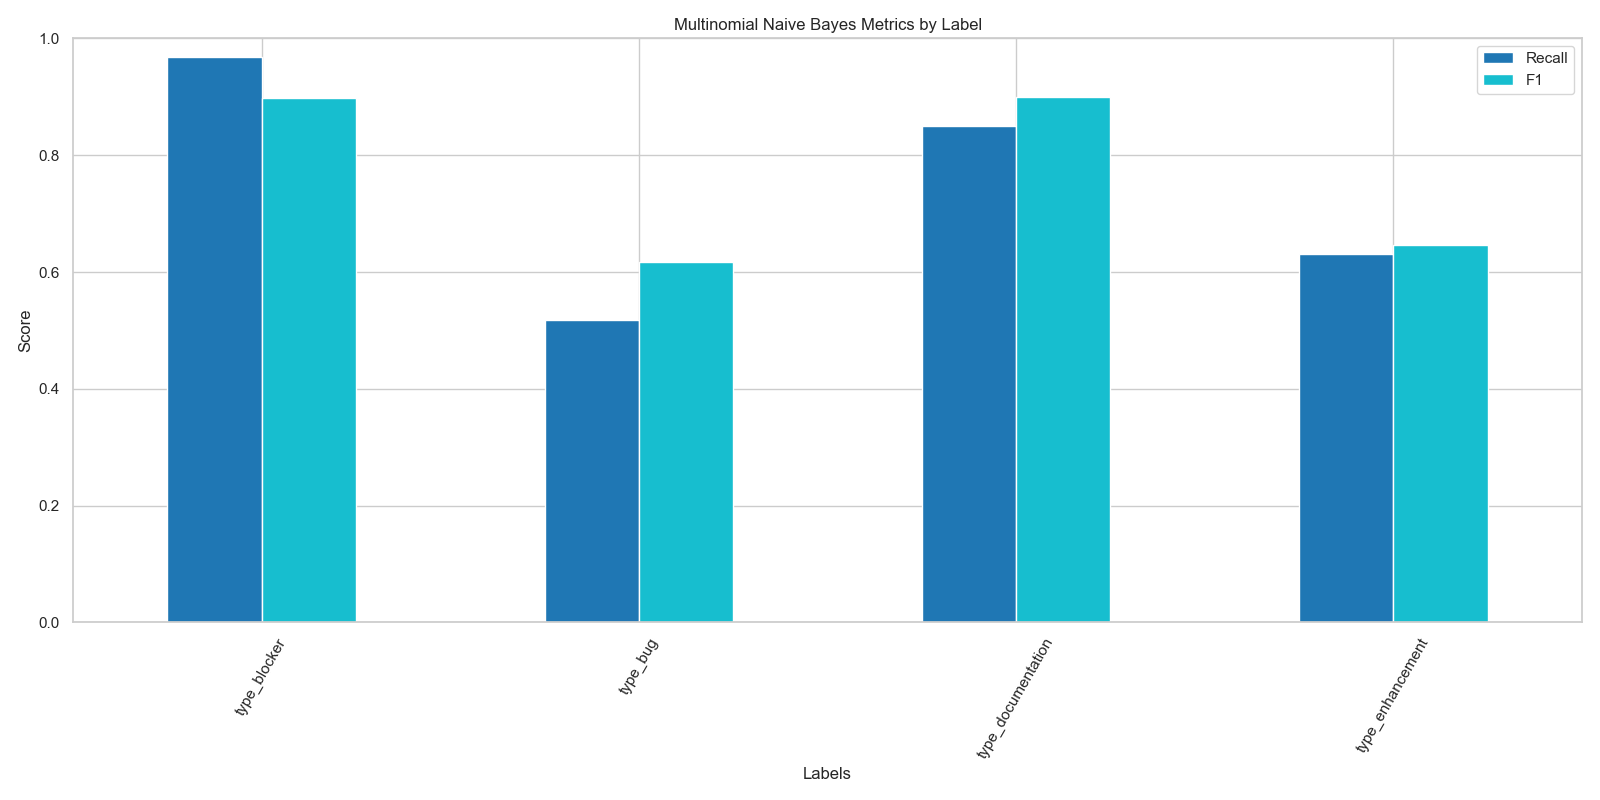 Multinomial Naive Bayes Metrics by Label
Recall
F1
Score
1.0
0.8
0.6
0.4
0.2
0.0
type_blocker
type_bug
type_documentation
type_enhancement
Labels